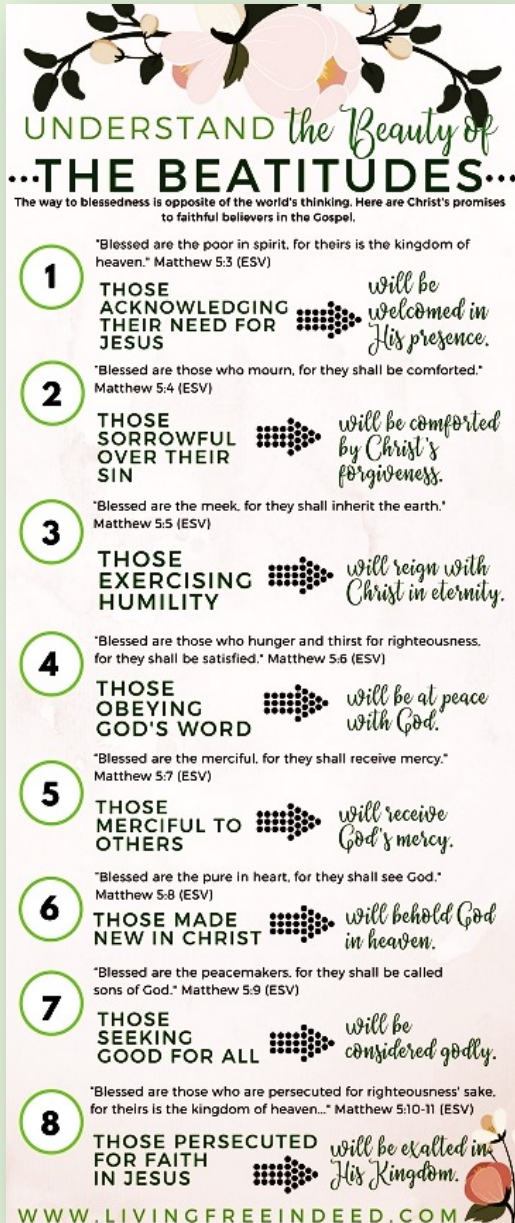 UNDERSTAND the Beauty of
...THE BEATITUDES...
The way to blessedness is opposite of the world's thinking. Here are Christ's promises
to faithful believers in the Gospel.
1
"Blessed are the poor in spirit, for theirs is the kingdom of
heaven." Matthew 5:3 (ESV)
THOSE
ACKNOWLEDGING
THEIR NEED FOR
JESUS
will be
welcomed in
His presence.
2
"Blessed are those who mourn, for they shall be comforted."
Matthew 5:4 (ESV)
THOSE
SORROWFUL
OVER THEIR
SIN
will be comforted
by Christ's
forgiveness.
3
"Blessed are the meek, for they shall inherit the earth."
Matthew 5:5 (ESV)
THOSE
EXERCISING
HUMILITY
will reign with
Christ in eternity.
4
"Blessed are those who hunger and thirst for righteousness,
for they shall be satisfied." Matthew 5:6 (ESV)
THOSE
OBEYING
GOD'S WORD
will be at peace
with God.
5
"Blessed are the merciful, for they shall receive mercy."
Matthew 5:7 (ESV)
THOSE
MERCIFUL TO
OTHERS
will receive
God's mercy.
6
"Blessed are the pure in heart, for they shall see God."
Matthew 5:8 (ESV)
THOSE MADE
NEW IN CHRIST
will behold God
in heaven.
7
"Blessed are the peacemakers, for they shall be called
sons of God." Matthew 5:9 (ESV)
THOSE
SEEKING
GOOD FOR ALL
will be
considered godly.
8
"Blessed are those who are persecuted for righteousness' sake,
for theirs is the kingdom of heaven..." Matthew 5:10-11 (ESV)
THOSE PERSECUTED
FOR FAITH
IN JESUS
will be exalted in
His Kingdom.
WWW.LIVINGFREEINDEED.COM